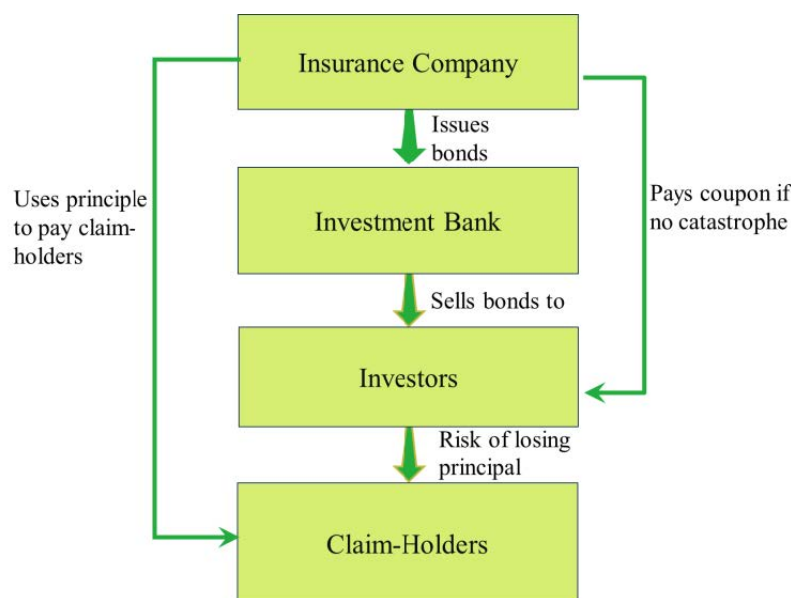 Insurance Company
Issues
bonds
Uses principle
to pay claim-
holders
Investment Bank
Pays coupon if
no catastrophe
Sells bonds to
Investors
Risk of losing
principal
Claim-Holders